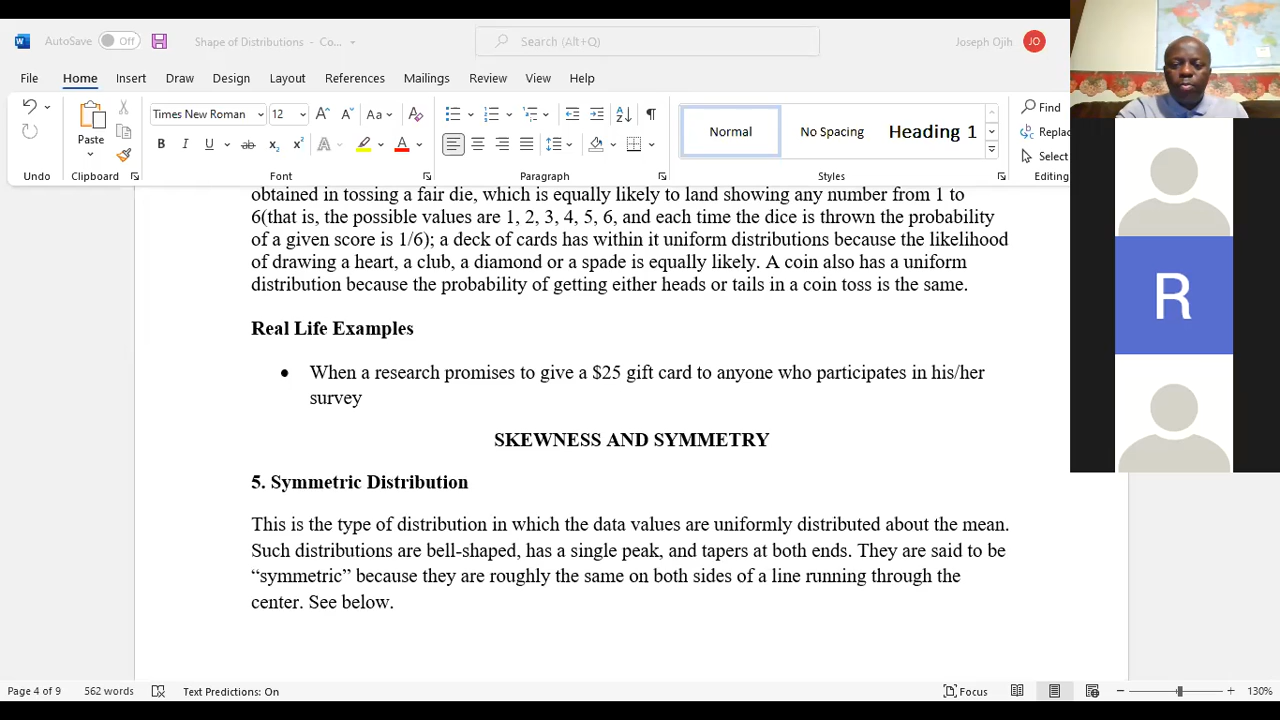 AutoSave Off Shape of Distributions - Co... Search (Alt+Q) Joseph Ojih JO
File Home Insert Draw Design Layout References Mailings Review View Help
Paste Times New Roman 12 Aa Normal No Spacing Heading 1 Find
Replac
Select
Undo Clipboard Font Paragraph Styles Editing
obtained in tossing a fair die, which is equally likely to land showing any number from 1 to
6(that is, the possible values are 1, 2, 3, 4, 5, 6, and each time the dice is thrown the probability
of a given score is 1/6); a deck of cards has within it uniform distributions because the likelihood
of drawing a heart, a club, a diamond or a spade is equally likely. A coin also has a uniform
distribution because the probability of getting either heads or tails in a coin toss is the same.
Real Life Examples
• When a research promises to give a $25 gift card to anyone who participates in his/her
survey
SKEWNESS AND SYMMETRY
5. Symmetric Distribution
This is the type of distribution in which the data values are uniformly distributed about the mean.
Such distributions are bell-shaped, has a single peak, and tapers at both ends. They are said to be
“symmetric” because they are roughly the same on both sides of a line running through the
center. See below.
R
Page 4 of 9 562 words Text Predictions: On Focus 130%